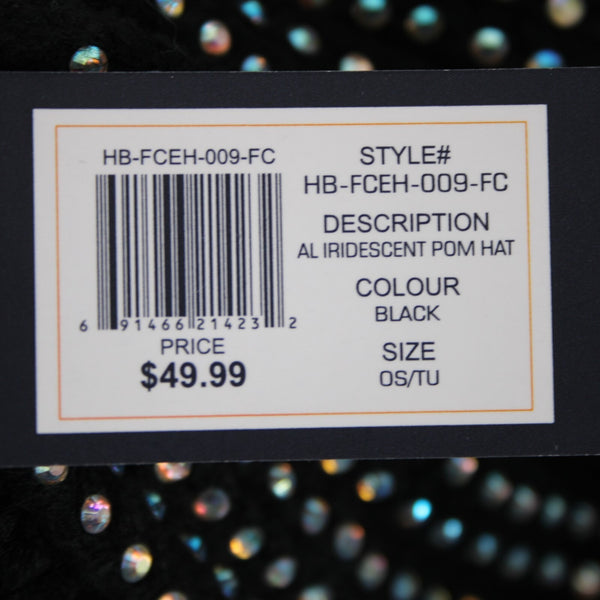 HB-FCEH-009-FC
6 91466 21423 2
PRICE
$49.99
STYLE#
HB-FCEH-009-FC
DESCRIPTION
AL IRIDESCENT POM HAT
COLOUR
BLACK
SIZE
OS/TU